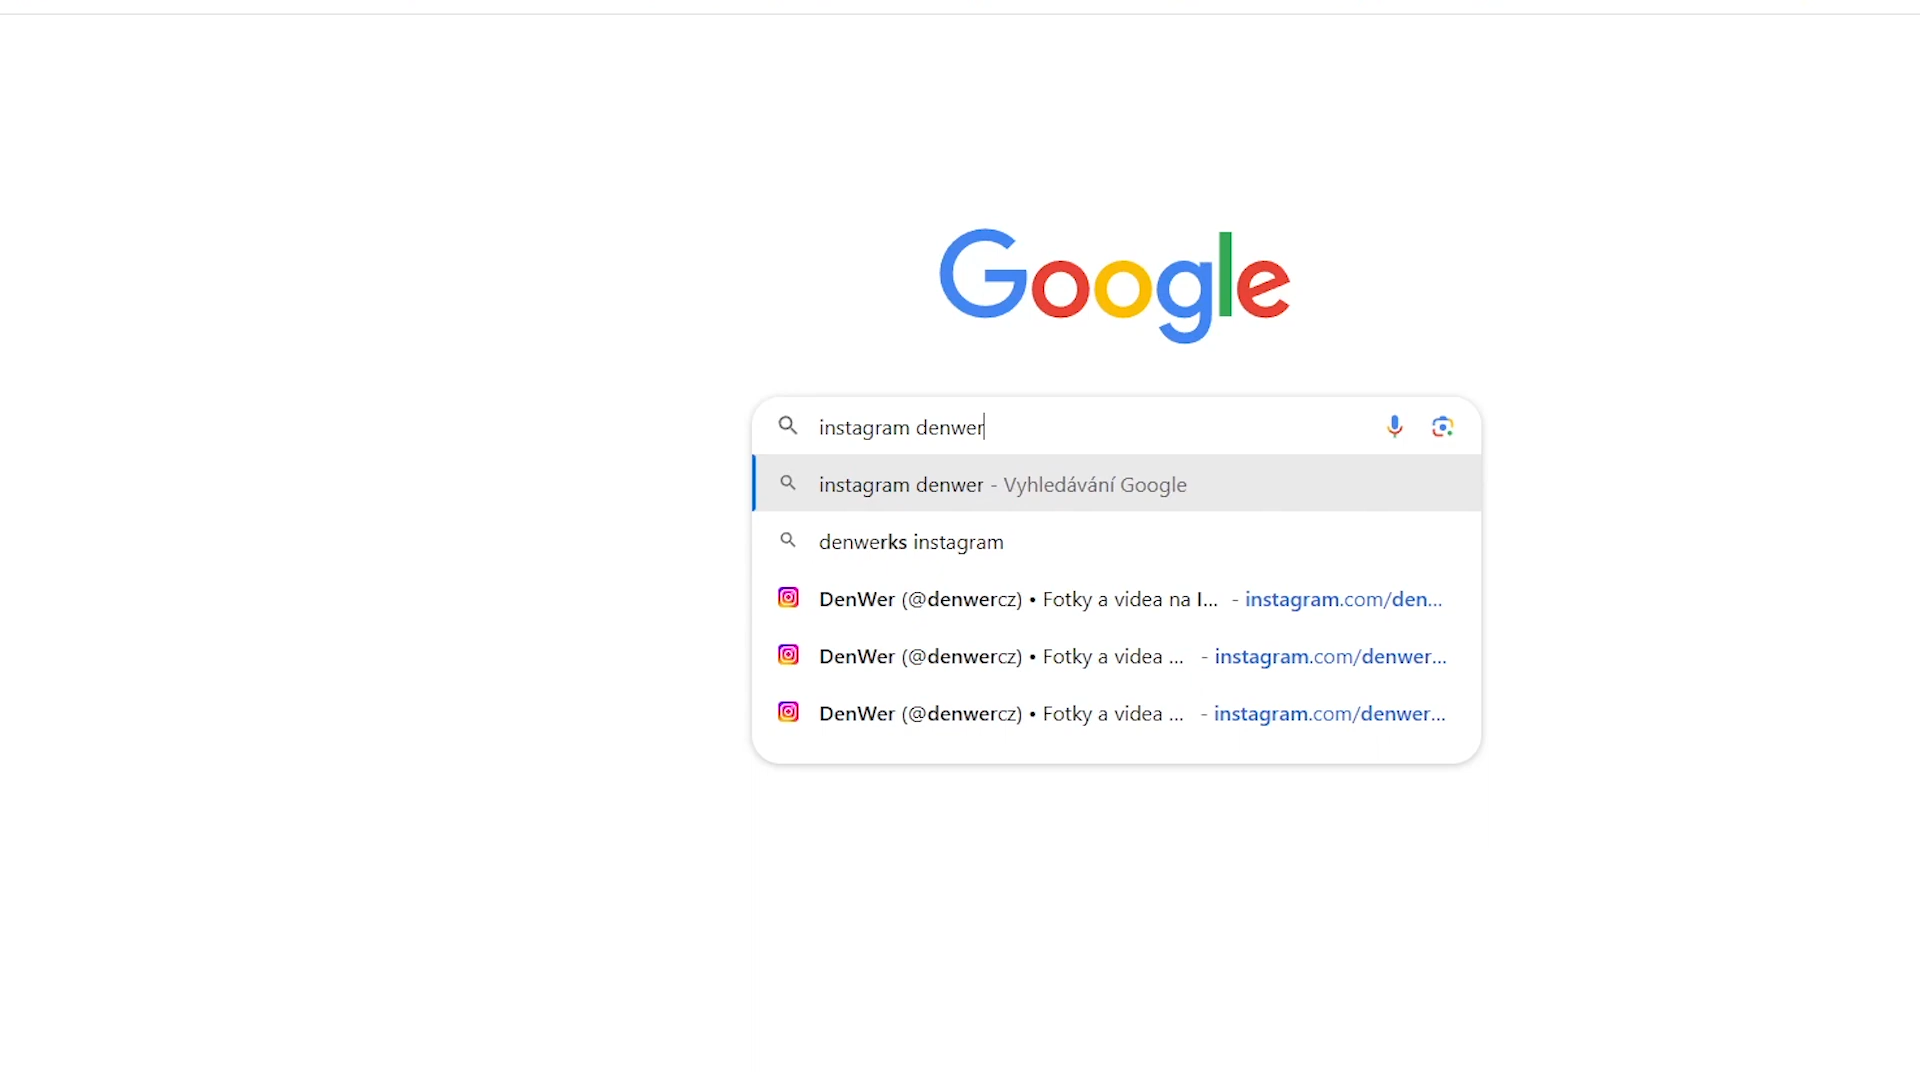 Google
instagram denwer
instagram denwer - Vyhledávání Google
denwerks instagram
DenWer (@denwercz) • Fotky a videa na I... - instagram.com/den...
DenWer (@denwercz) • Fotky a videa ... - instagram.com/denwer...
DenWer (@denwercz) • Fotky a videa ... - instagram.com/denwer...